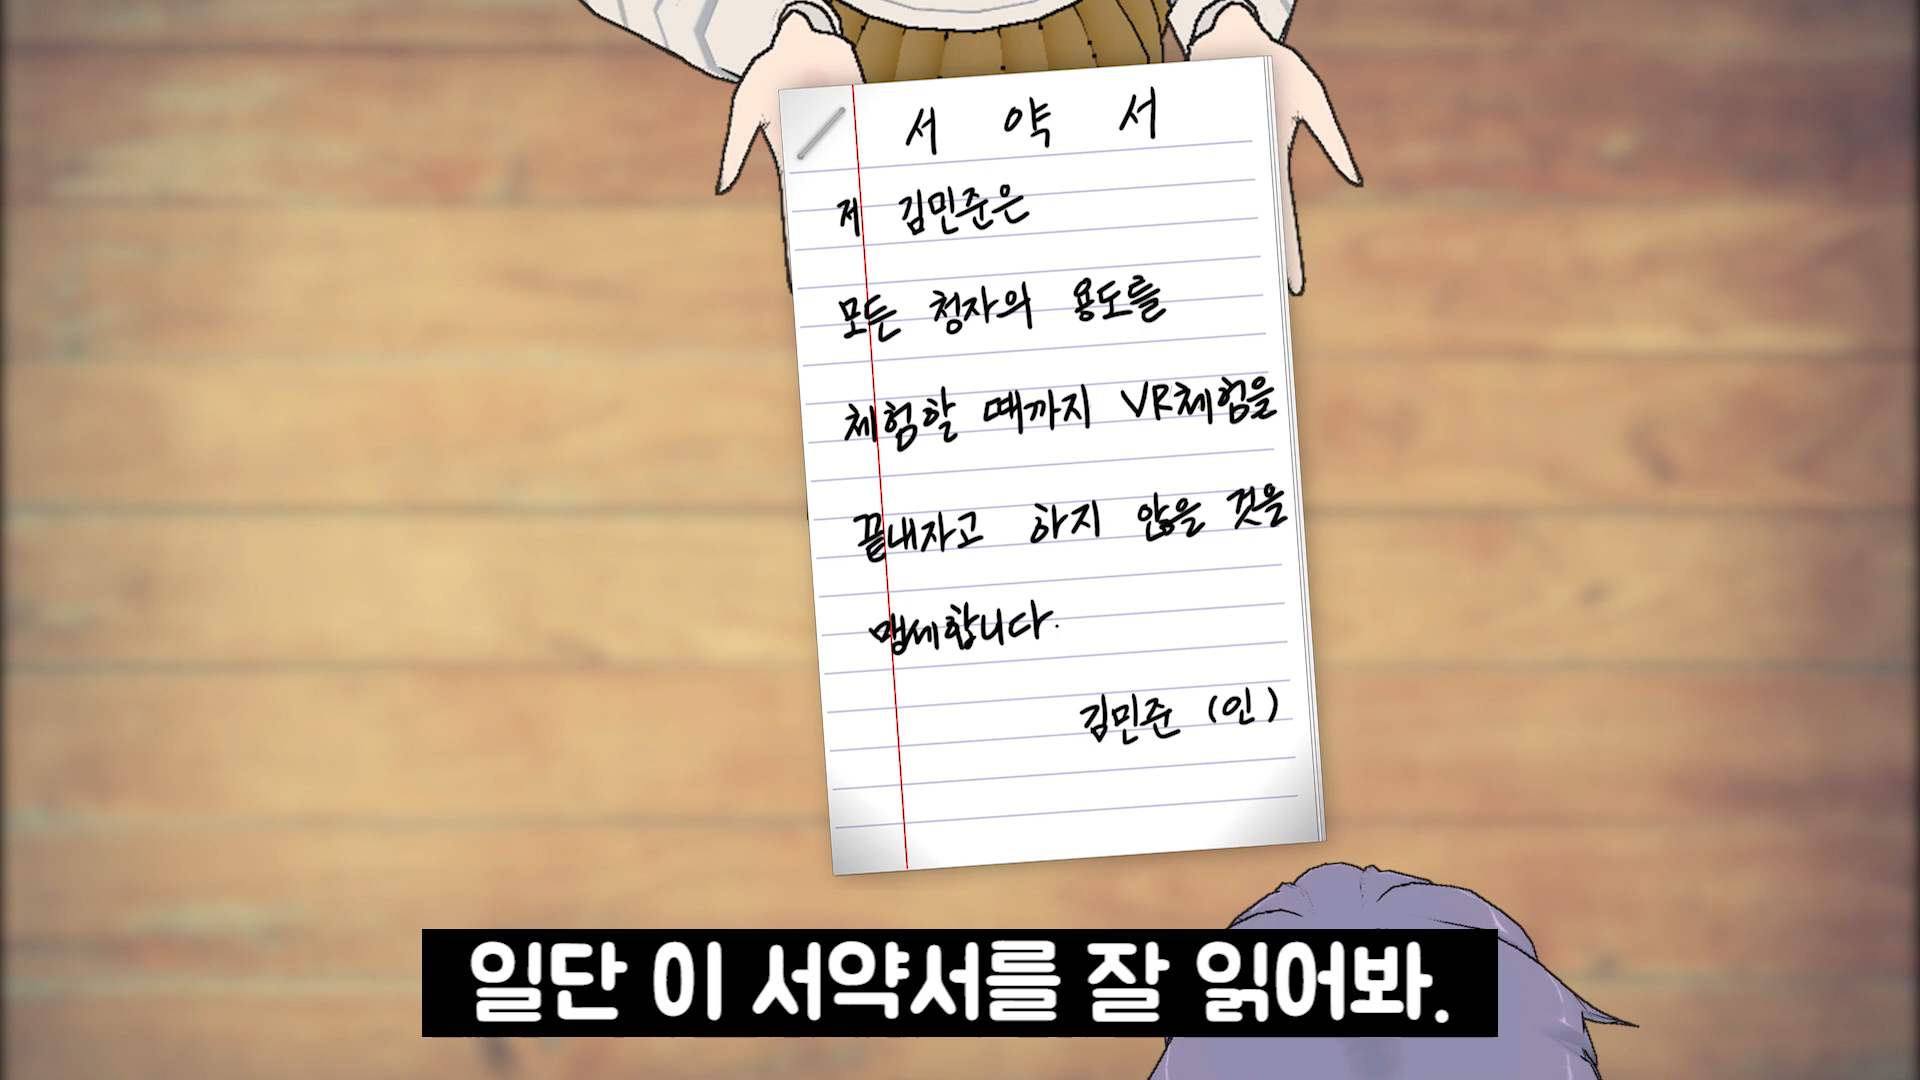 서 약 서
저 김민준은
모든 청자의 용도를
체험할 때까지 VR체험을
끝내자고 하지 않을 것을
맹세합니다.
김민준 (인)
일단 이 서약서를 잘 읽어봐.